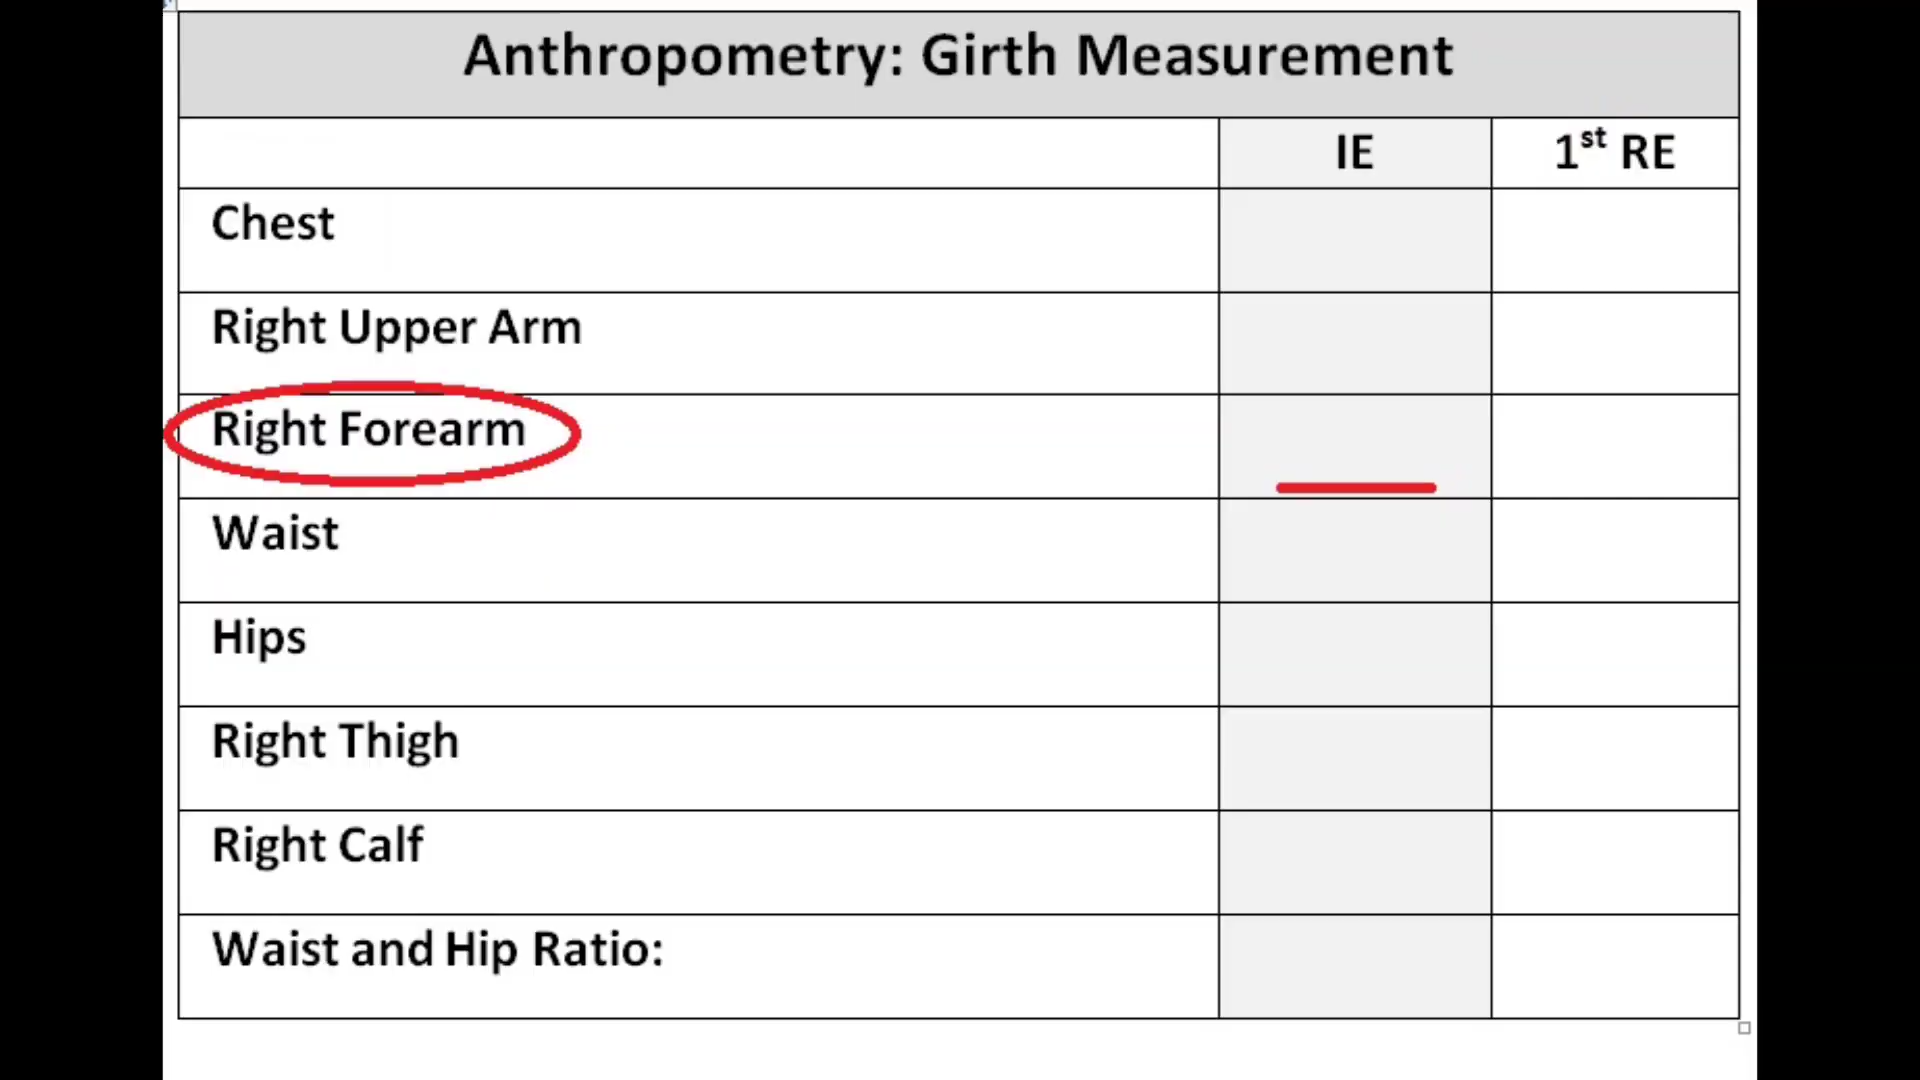 Anthropometry: Girth Measurement
IE 1st RE
Chest
Right Upper Arm
Right Forearm
Waist
Hips
Right Thigh
Right Calf
Waist and Hip Ratio: